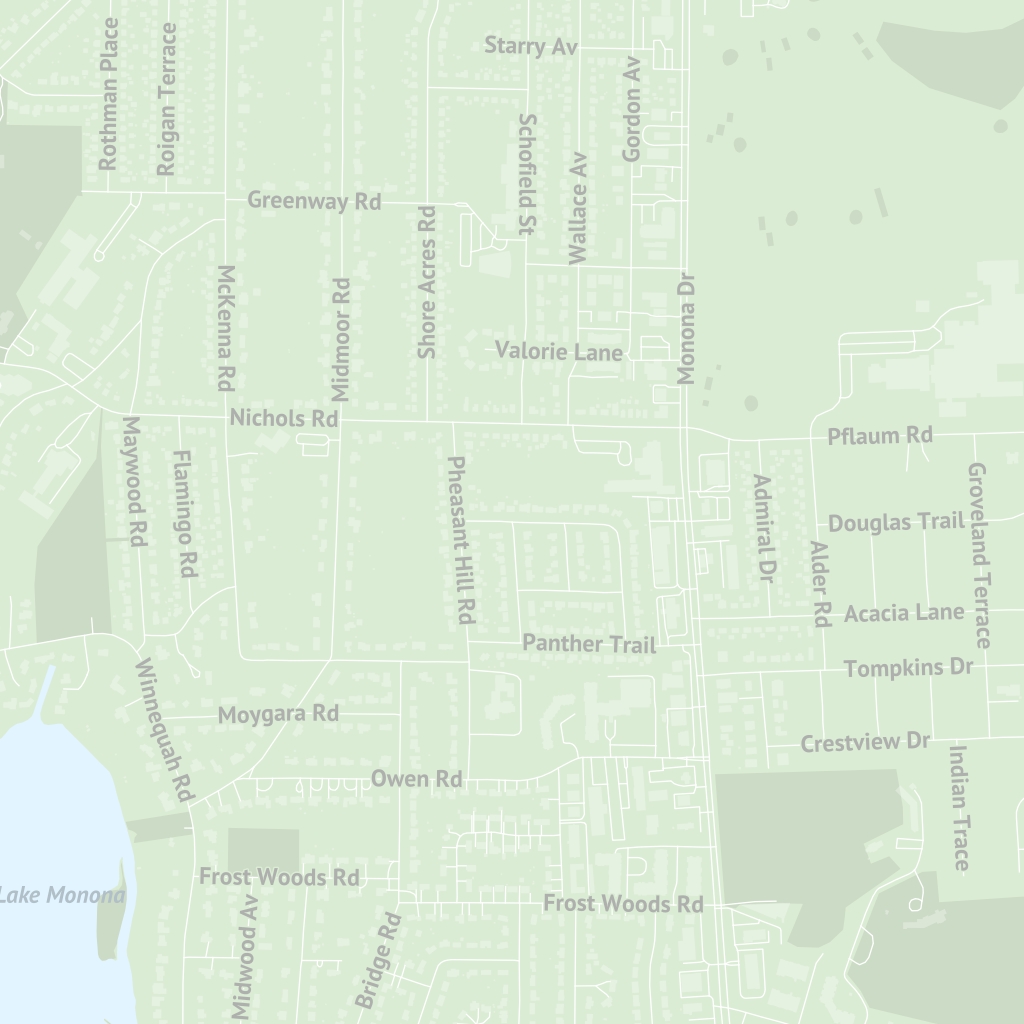 Starry Av
Rothman Place
Roigan Terrace
Gordon Av
Schofield St
Wallace Av
Greenway Rd
Shore Acres Rd
McKenna Rd
Midmoor Rd
Monona Dr
Valorie Lane
Nichols Rd
Pflaum Rd
Maywood Rd
Flamingo Rd
Pheasant Hill Rd
Admiral Dr
Groveland Terrace
Douglas Trail
Alder Rd
Acacia Lane
Panther Trail
Tompkins Dr
Winnequah Rd
Moygara Rd
Crestview Dr
Owen Rd
Indian Trace
Frost Woods Rd
Lake Monona
Frost Woods Rd
Midwood Av
Bridge Rd